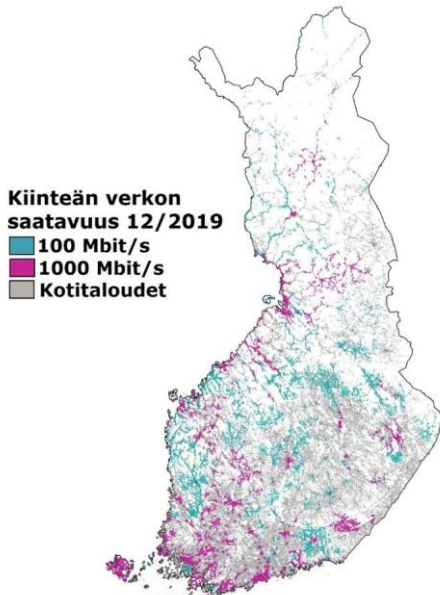 Kiinteän verkon
saatavuus 12/2019
100 Mbit/s
1000 Mbit/s
Kotitaloudet